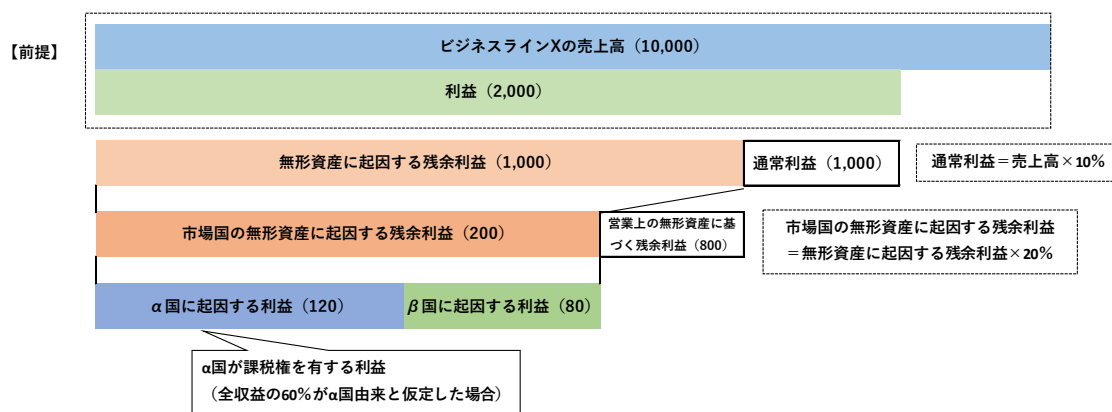 ビジネスラインXの売上高（10,000）
【前提】
利益（2,000）
無形資産に起因する残余利益（1,000）
通常利益（1,000）
通常利益＝売上高×10%
市場国の無形資産に起因する残余利益（200）
営業上の無形資産に基
づく残余利益（800）
市場国の無形資産に起因する残余利益
＝無形資産に起因する残余利益×20%
α国に起因する利益（120）
β国に起因する利益（80）
α国が課税権を有する利益
（全収益の60%がα国由来と仮定した場合）